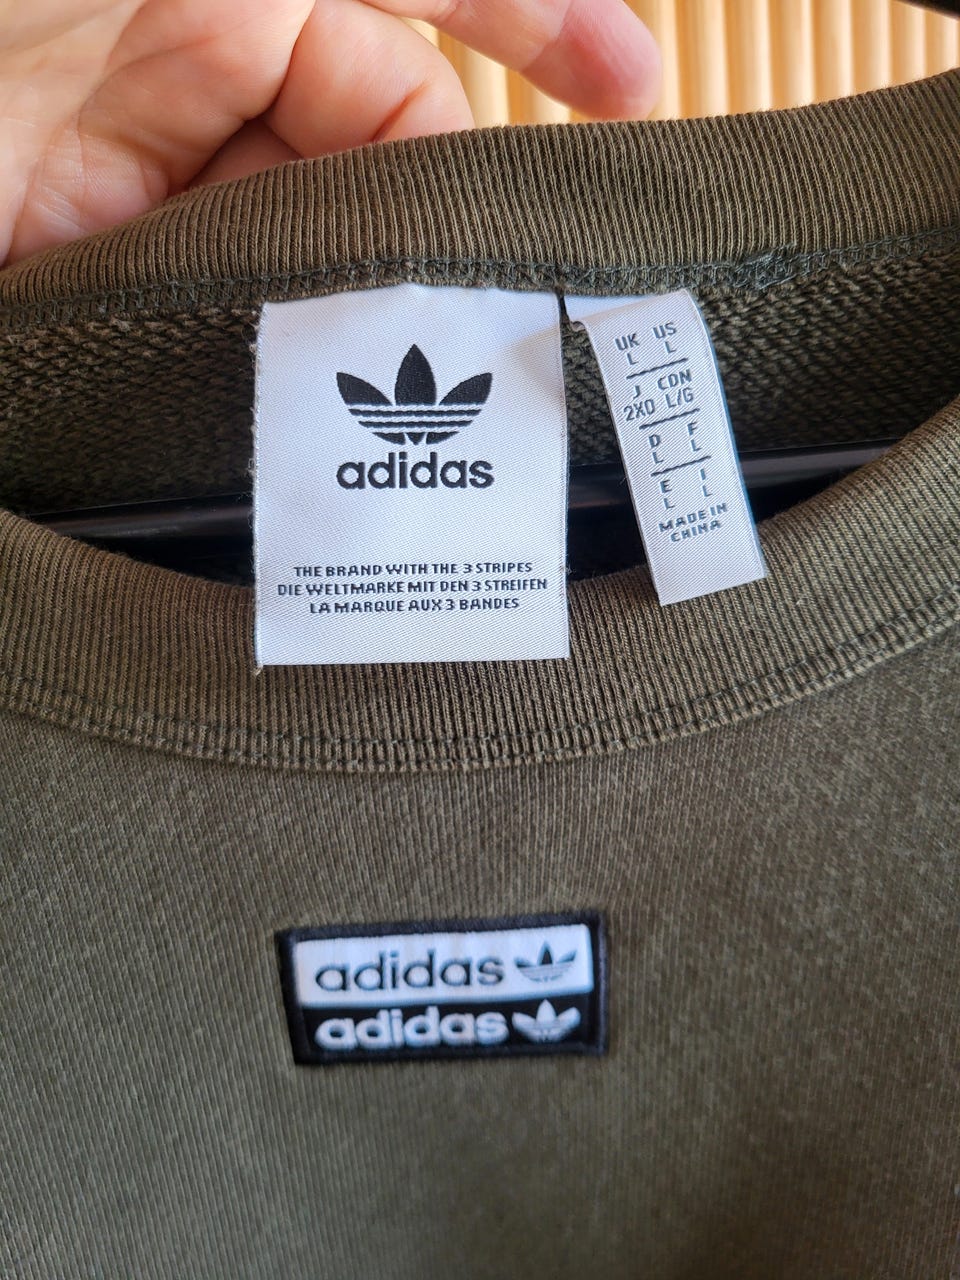 adidas
THE BRAND WITH THE 3 STRIPES
DIE WELTMARKE MIT DEN 3 STREIFEN
LA MARQUE AUX 3 BANDES
UK US
L L
J CDN
2XO L/G
D F
L L
E I
L L
MADE IN
CHINA
adidas
adidas